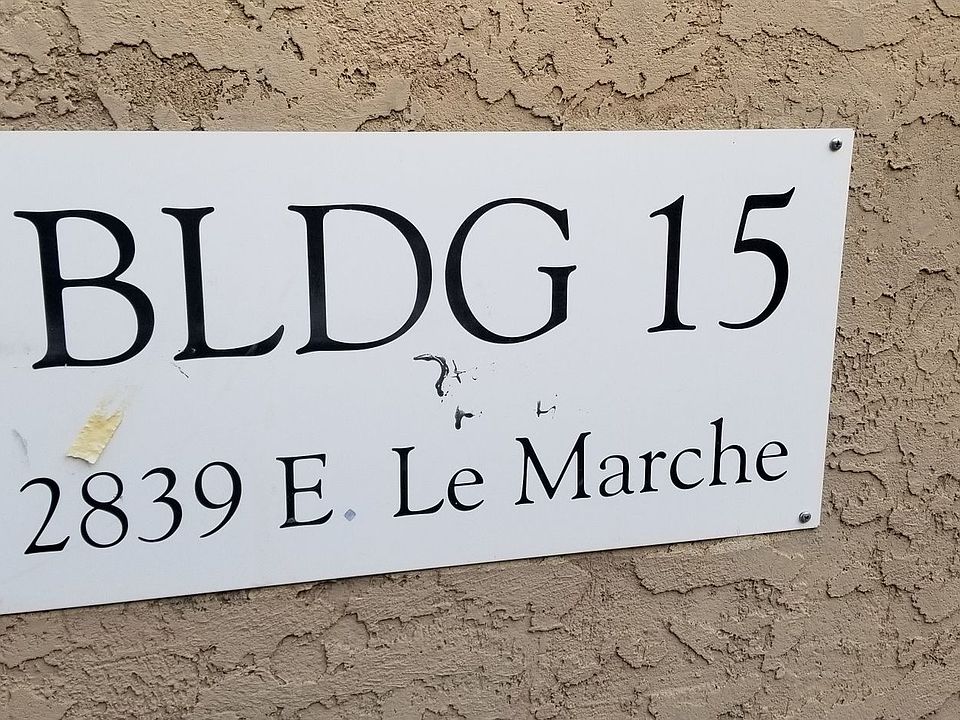 BLDG 15
2839 E. Le Marche